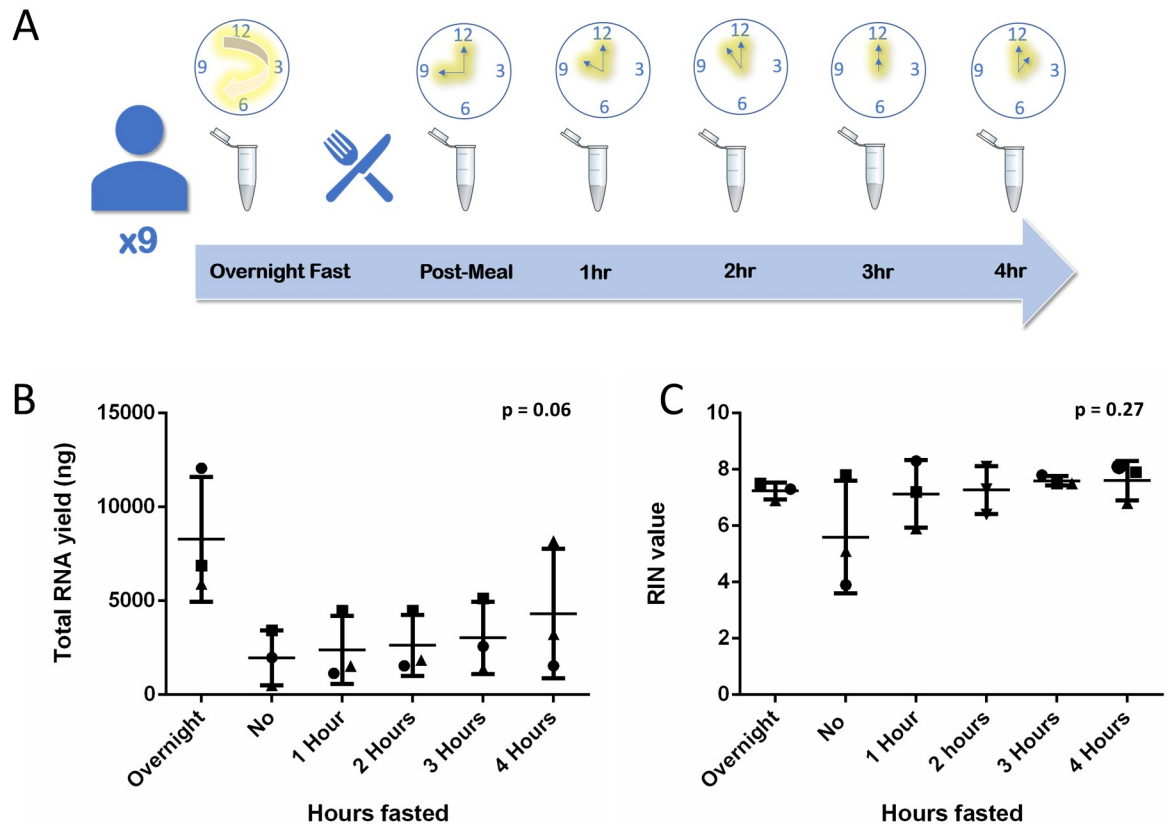 A
12
9
3
6
12
9
3
6
12
9
3
6
12
9
3
6
12
9
3
6
12
9
3
6
x9
Overnight Fast
Post-Meal
1hr
2hr
3hr
4hr
B
p = 0.06
Total RNA yield (ng)
15000
10000
5000
0
Overnight
No
1 Hour
2 Hours
3 Hours
4 Hours
Hours fasted
C
p = 0.27
RIN value
10
8
6
4
2
0
Overnight
No
1 Hour
2 hours
3 Hours
4 Hours
Hours fasted